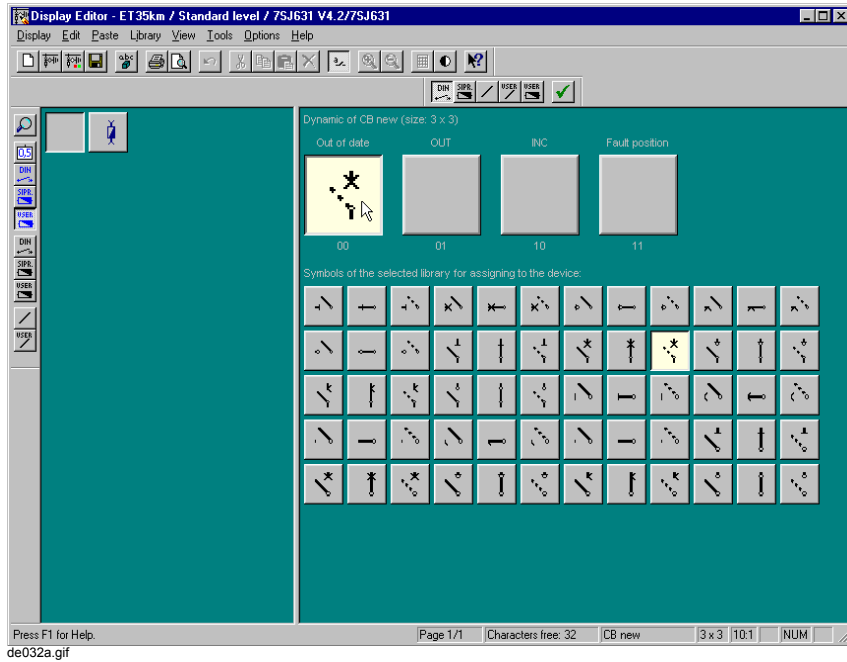 Display Editor - ET35km / Standard level / 7SJ631 V4.2/7SJ631
Display Edit Paste Library View Tools Options Help
abc
DIN SIPR. USER USER
Dynamic of CB new (size: 3 x 3)
Out of date OUT INC Fault position
00 01 10 11
Symbols of the selected library for assigning to the device:
0,5
DIN
SIPR.
USER
DIN
SIPR.
USER
USER
Press F1 for Help. Page 1/1 Characters free: 32 CB new 3 x 3 10:1 NUM
de032a.gif